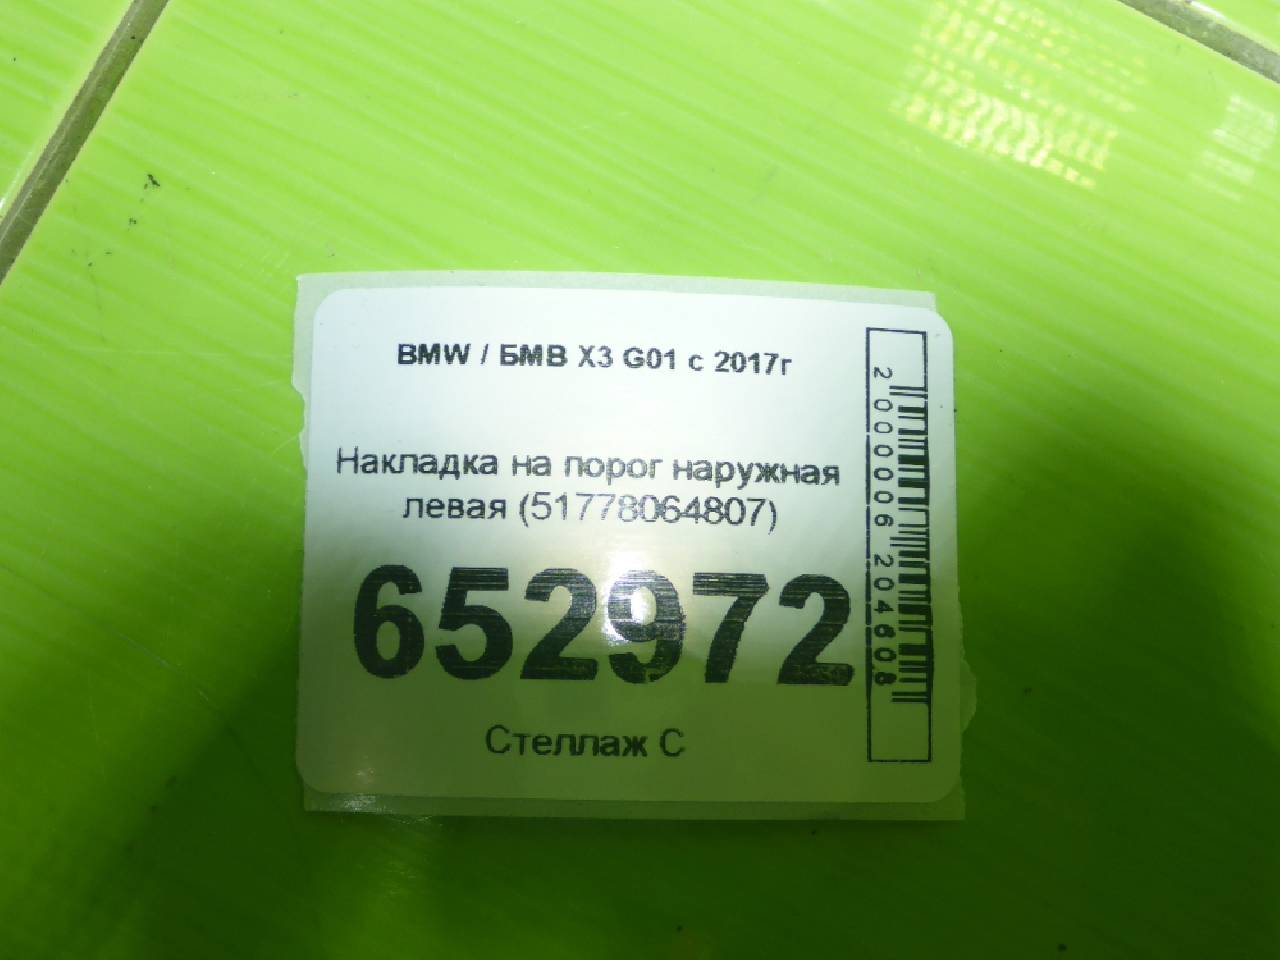 BMW / БМВ X3 G01 с 2017г
Накладка на порог наружная
левая (51778064807)
652972
Стеллаж С
2000006204608